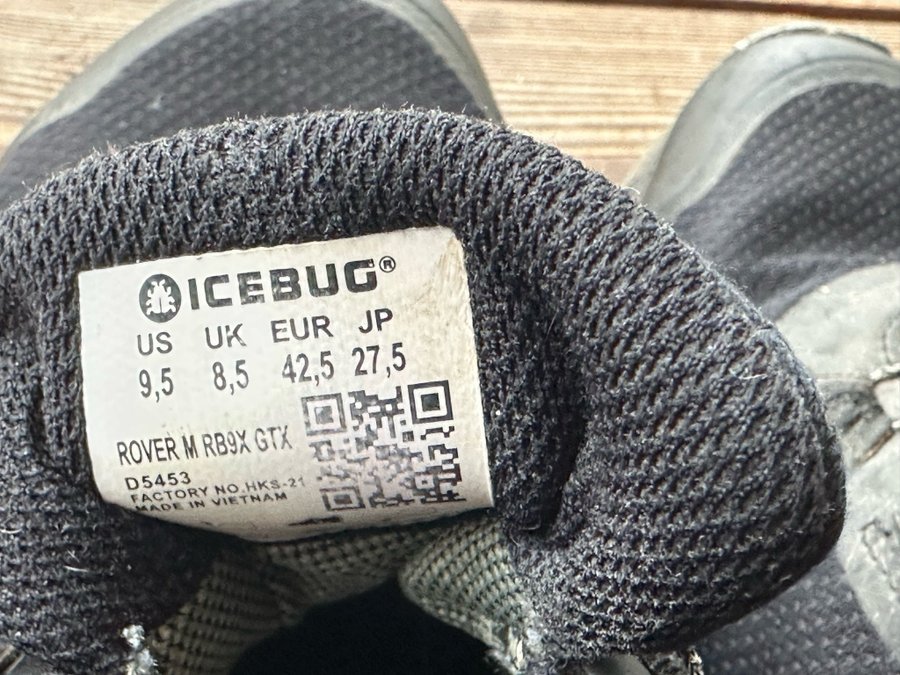 ICEBUG®
US UK EUR JP
9,5 8,5 42,5 27,5
ROVER M RB9X GTX
D5453
FACTORY NO.HKS-21
MADE IN VIETNAM